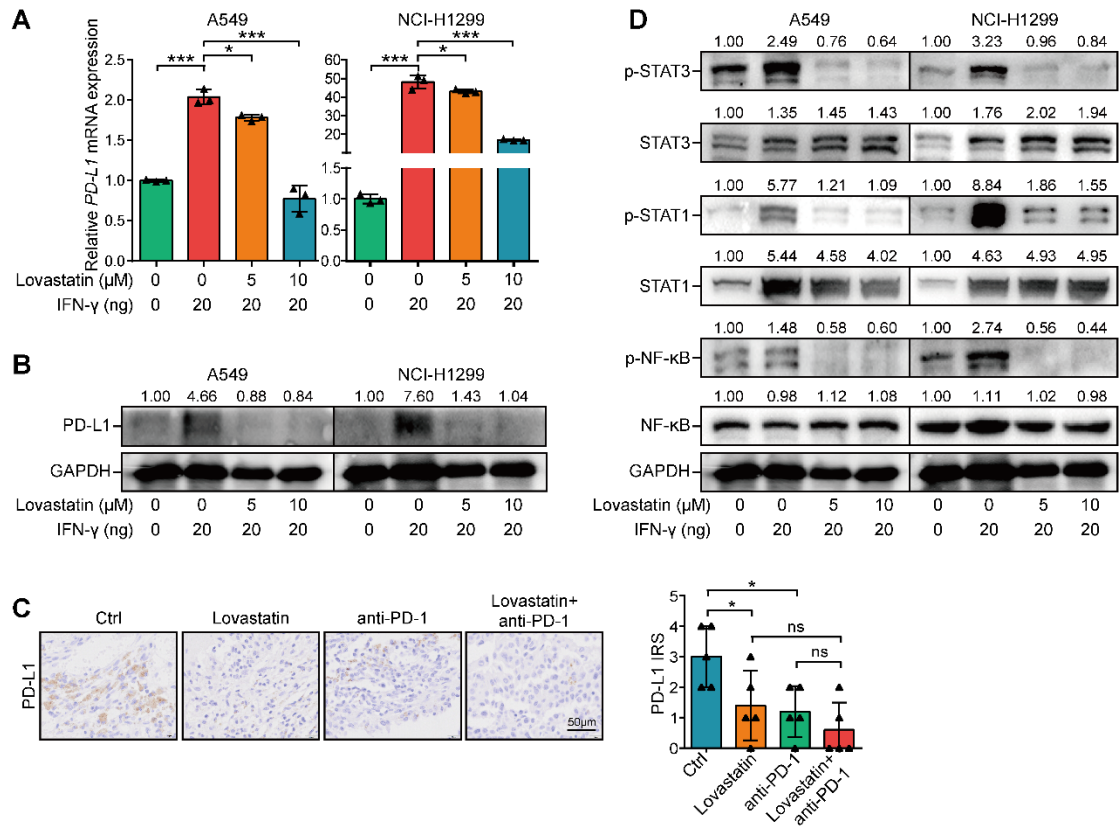 A
A549
NCI-H1299
Relative PD-L1 mRNA expression
*** * ***
*** * ***
2.5
2.0
1.5
1.0
0.5
0.0
60
50
40
30
20
10
1.0
0.5
0.0
Lovastatin (μM) 0 0 5 10 0 0 5 10
IFN-γ (ng) 0 20 20 20 0 20 20 20
B
A549 NCI-H1299
1.00 4.66 0.88 0.84 1.00 7.60 1.43 1.04
PD-L1
GAPDH
Lovastatin (μM) 0 0 5 10 0 0 5 10
IFN-γ (ng) 0 20 20 20 0 20 20 20
C
Ctrl Lovastatin anti-PD-1 Lovastatin+
anti-PD-1
PD-L1
50μm
PD-L1 IRS
5
4
3
2
1
0
*
*
ns
ns
Ctrl
Lovastatin
anti-PD-1
Lovastatin+
anti-PD-1
D
A549 NCI-H1299
1.00 2.49 0.76 0.64 1.00 3.23 0.96 0.84
p-STAT3
1.00 1.35 1.45 1.43 1.00 1.76 2.02 1.94
STAT3
1.00 5.77 1.21 1.09 1.00 8.84 1.86 1.55
p-STAT1
1.00 5.44 4.58 4.02 1.00 4.63 4.93 4.95
STAT1
1.00 1.48 0.58 0.60 1.00 2.74 0.56 0.44
p-NF-κB
1.00 0.98 1.12 1.08 1.00 1.11 1.02 0.98
NF-κB
GAPDH
Lovastatin (μM) 0 0 5 10 0 0 5 10
IFN-γ (ng) 0 20 20 20 0 20 20 20